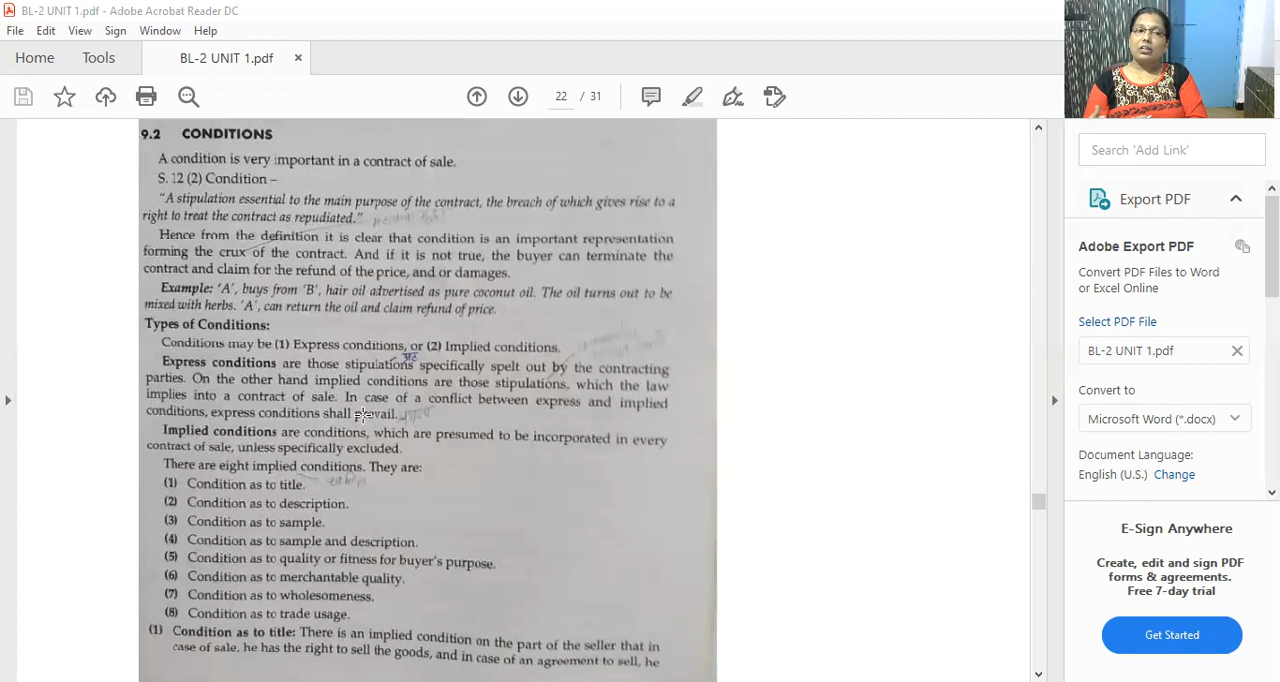 BL-2 UNIT 1.pdf - Adobe Acrobat Reader DC
File Edit View Sign Window Help
Home Tools BL-2 UNIT 1.pdf ×
22 / 31
9.2 CONDITIONS
A condition is very important in a contract of sale.
S. 12 (2) Condition –
"A stipulation essential to the main purpose of the contract, the breach of which gives rise to a
right to treat the contract as repudiated."
Hence from the definition it is clear that condition is an important representation
forming the crux of the contract. And if it is not true, the buyer can terminate the
contract and claim for the refund of the price, and or damages.
Example: 'A', buys from 'B', hair oil advertised as pure coconut oil. The oil turns out to be
mixed with herbs. 'A', can return the oil and claim refund of price.
Types of Conditions:
Conditions may be (1) Express conditions, or (2) Implied conditions.
Express conditions are those stipulations specifically spelt out by the contracting
parties. On the other hand implied conditions are those stipulations, which the law
implies into a contract of sale. In case of a conflict between express and implied
conditions, express conditions shall prevail.
Implied conditions are conditions, which are presumed to be incorporated in every
contract of sale, unless specifically excluded.
There are eight implied conditions. They are:
(1) Condition as to title.
(2) Condition as to description.
(3) Condition as to sample.
(4) Condition as to sample and description.
(5) Condition as to quality or fitness for buyer's purpose.
(6) Condition as to merchantable quality.
(7) Condition as to wholesomeness.
(8) Condition as to trade usage.
(1) Condition as to title: There is an implied condition on the part of the seller that in
case of sale, he has the right to sell the goods, and in case of an agreement to sell, he
Search 'Add Link'
Export PDF
Adobe Export PDF
Convert PDF Files to Word
or Excel Online
Select PDF File
BL-2 UNIT 1.pdf
Convert to
Microsoft Word (*.docx)
Document Language:
English (U.S.) Change
E-Sign Anywhere
Create, edit and sign PDF
forms & agreements.
Free 7-day trial
Get Started